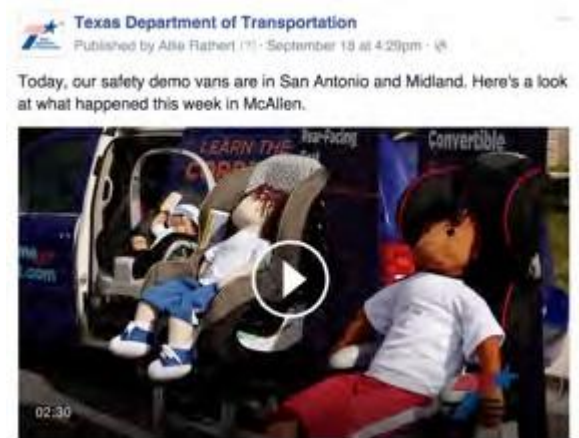 Texas Department of Transportation
Published by Allie Rathert [?] · September 18 at 4:29pm ·
Today, our safety demo vans are in San Antonio and Midland. Here's a look
at what happened this week in McAllen.
LEARN THE
Rear-Facing
Convertible
.com
02:30